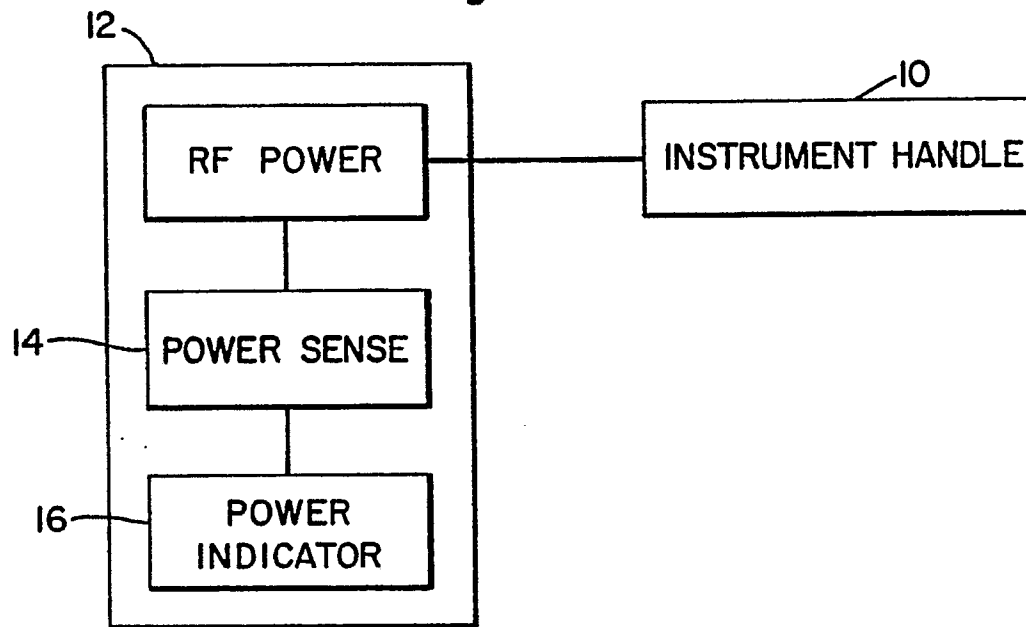 12
10
RF POWER
INSTRUMENT HANDLE
14
POWER SENSE
16
POWER
INDICATOR